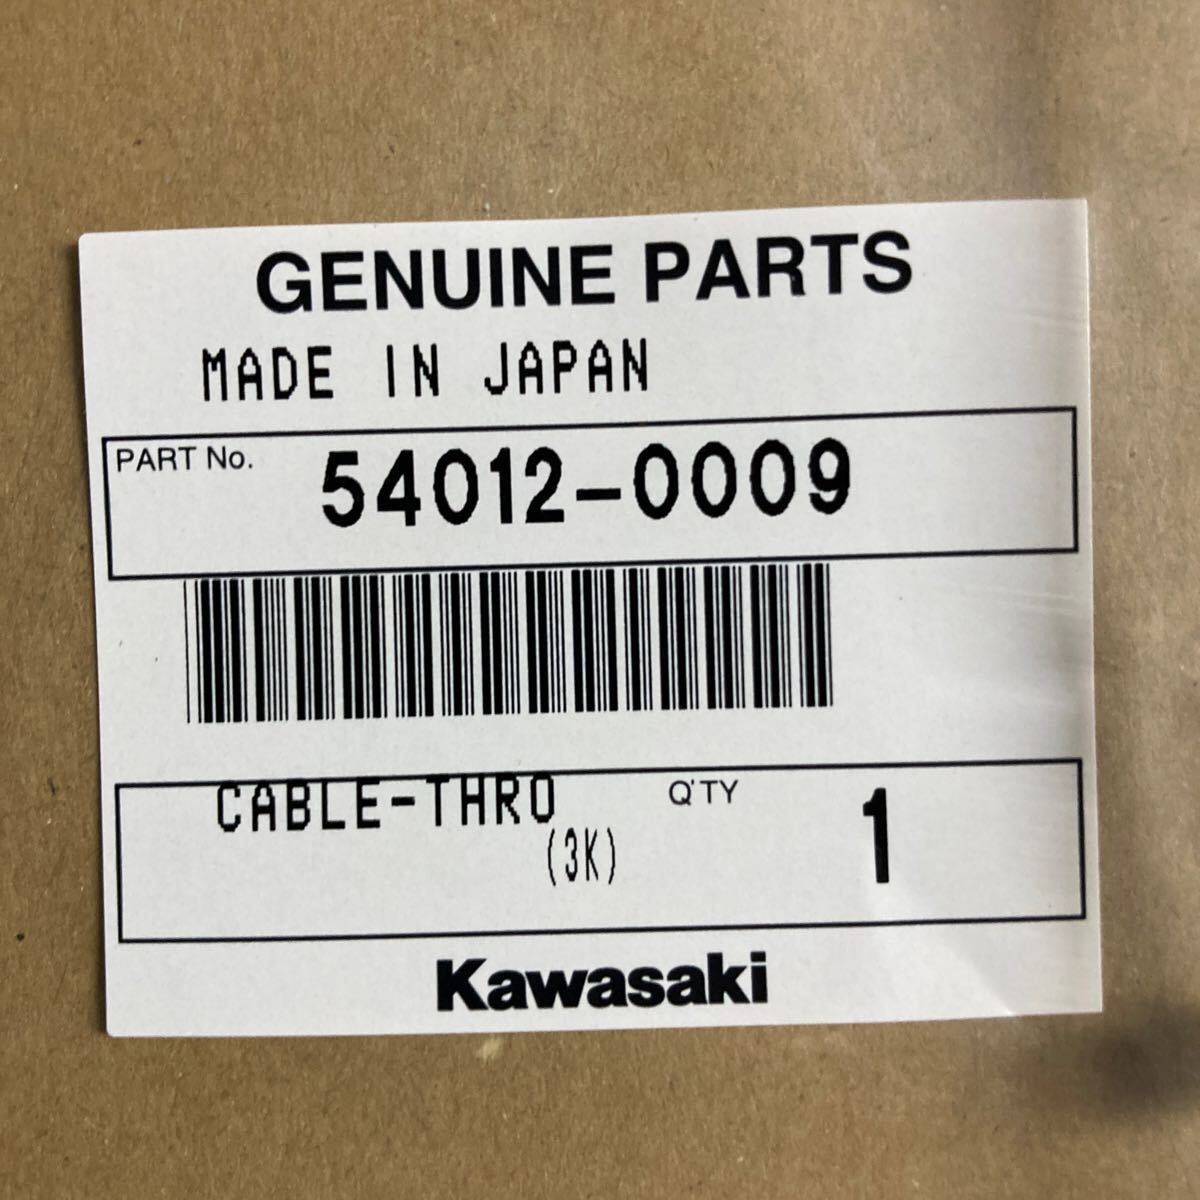 GENUINE PARTS
MADE IN JAPAN
PART No. 54012-0009
CABLE-THRO Q'TY 1
(3K)
Kawasaki